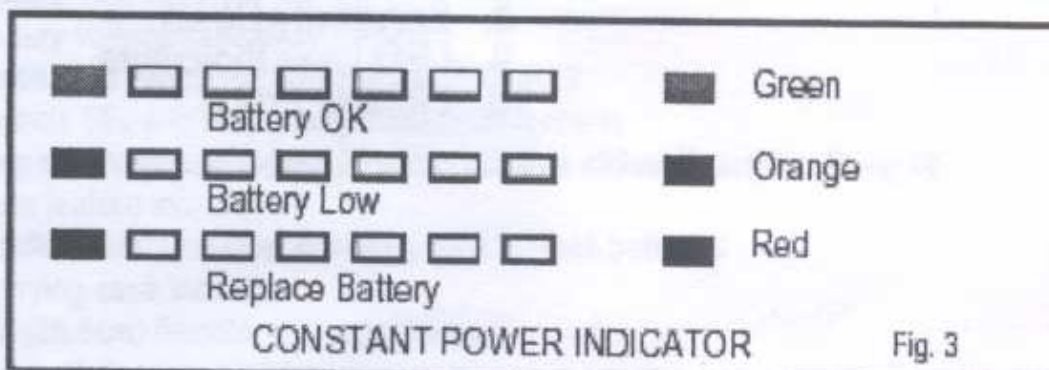 Green
Battery OK
Orange
Battery Low
Red
Replace Battery
CONSTANT POWER INDICATOR Fig. 3